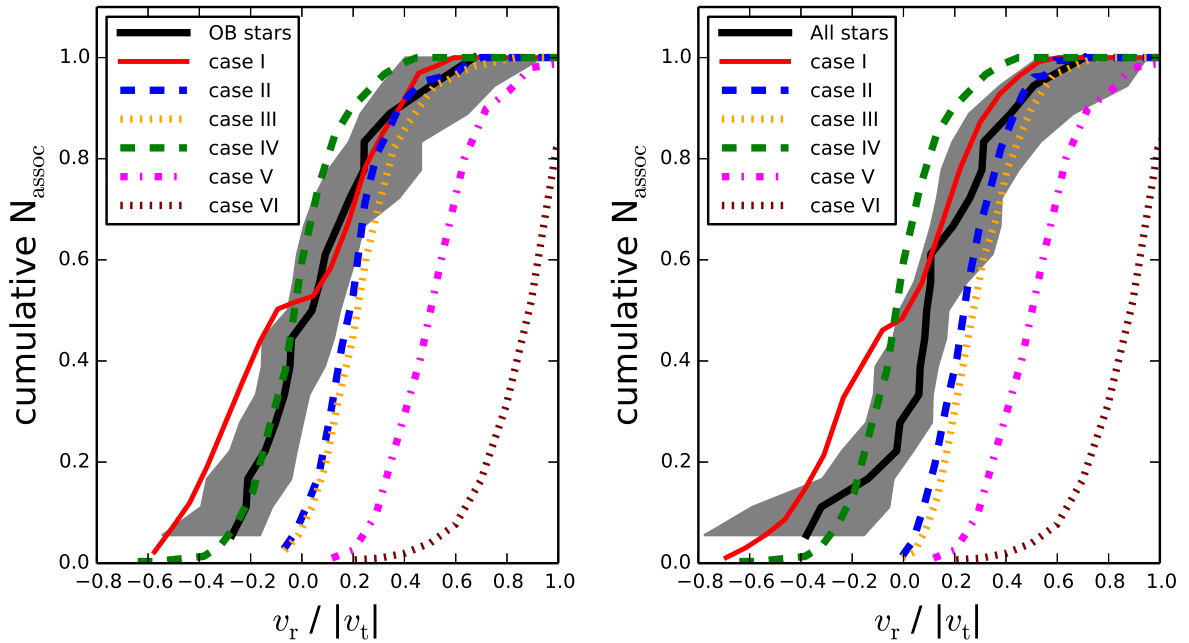 cumulative N_assoc
1.0
0.8
0.6
0.4
0.2
0.0
OB stars
case I
case II
case III
case IV
case V
case VI
−0.8 −0.6 −0.4 −0.2 0.0 0.2 0.4 0.6 0.8 1.0
v_r / |v_t|
cumulative N_assoc
1.0
0.8
0.6
0.4
0.2
0.0
All stars
case I
case II
case III
case IV
case V
case VI
−0.8 −0.6 −0.4 −0.2 0.0 0.2 0.4 0.6 0.8 1.0
v_r / |v_t|